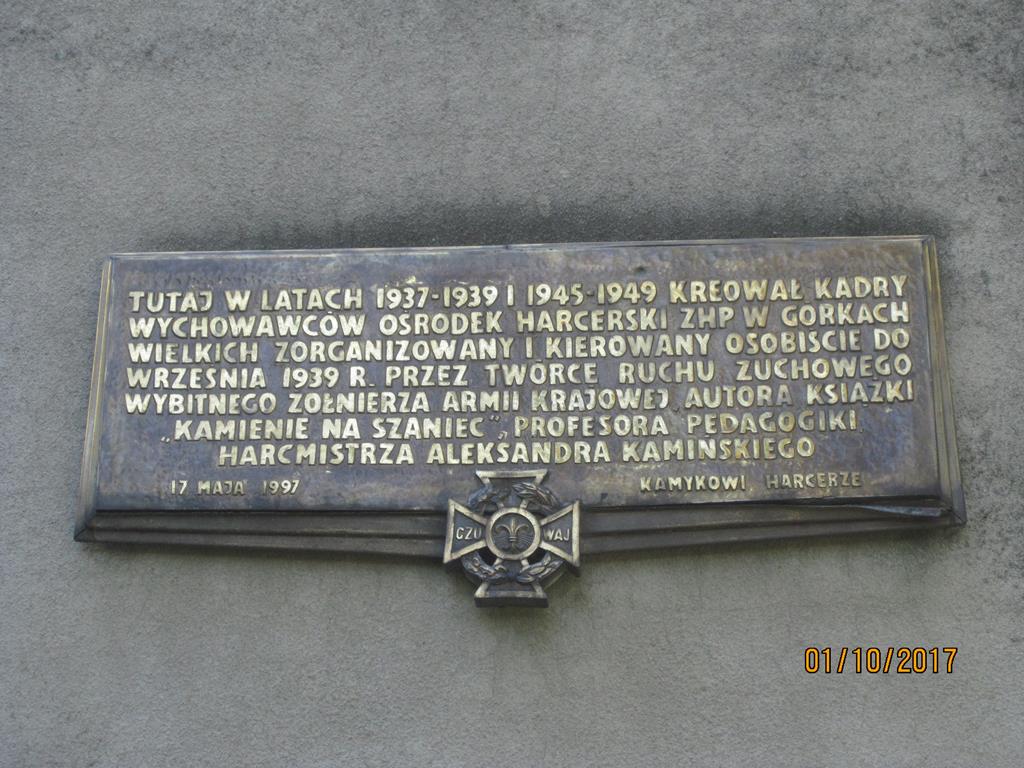 TUTAJ W LATACH 1937-1939 I 1945-1949 KREOWAŁ KADRY
WYCHOWAWCÓW OŚRODEK HARCERSKI ZHP W GÓRKACH
WIELKICH ZORGANIZOWANY I KIEROWANY OSOBIŚCIE DO
WRZEŚNIA 1939 R. PRZEZ TWÓRCĘ RUCHU ZUCHOWEGO
WYBITNEGO ŻOŁNIERZA ARMII KRAJOWEJ, AUTORA KSIĄŻKI
„KAMIENIE NA SZANIEC”, PROFESORA PEDAGOGIKI,
HARCMISTRZA ALEKSANDRA KAMIŃSKIEGO
17 MAJA 1997 KAMYKOWI, HARCERZE
CZU WAJ
01/10/2017